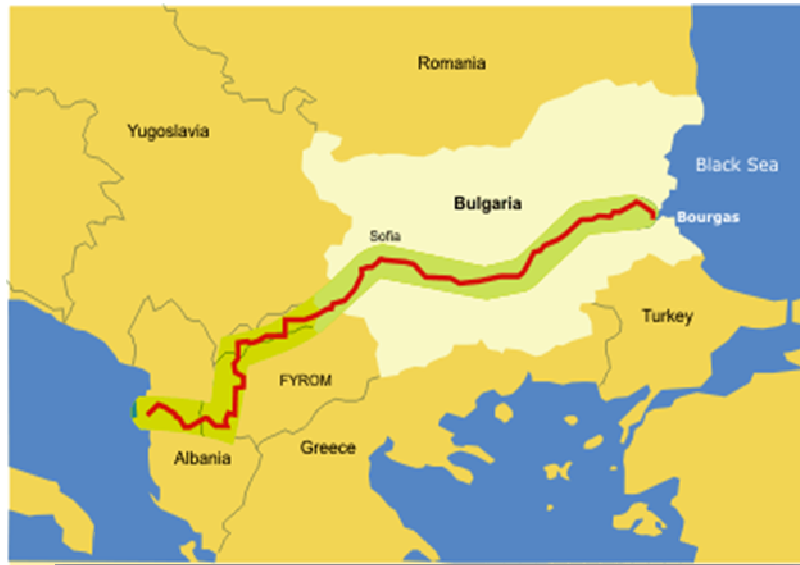 Romania
Yugoslavia
Black Sea
Bulgaria
Bourgas
Sofia
Turkey
FYROM
Greece
Albania